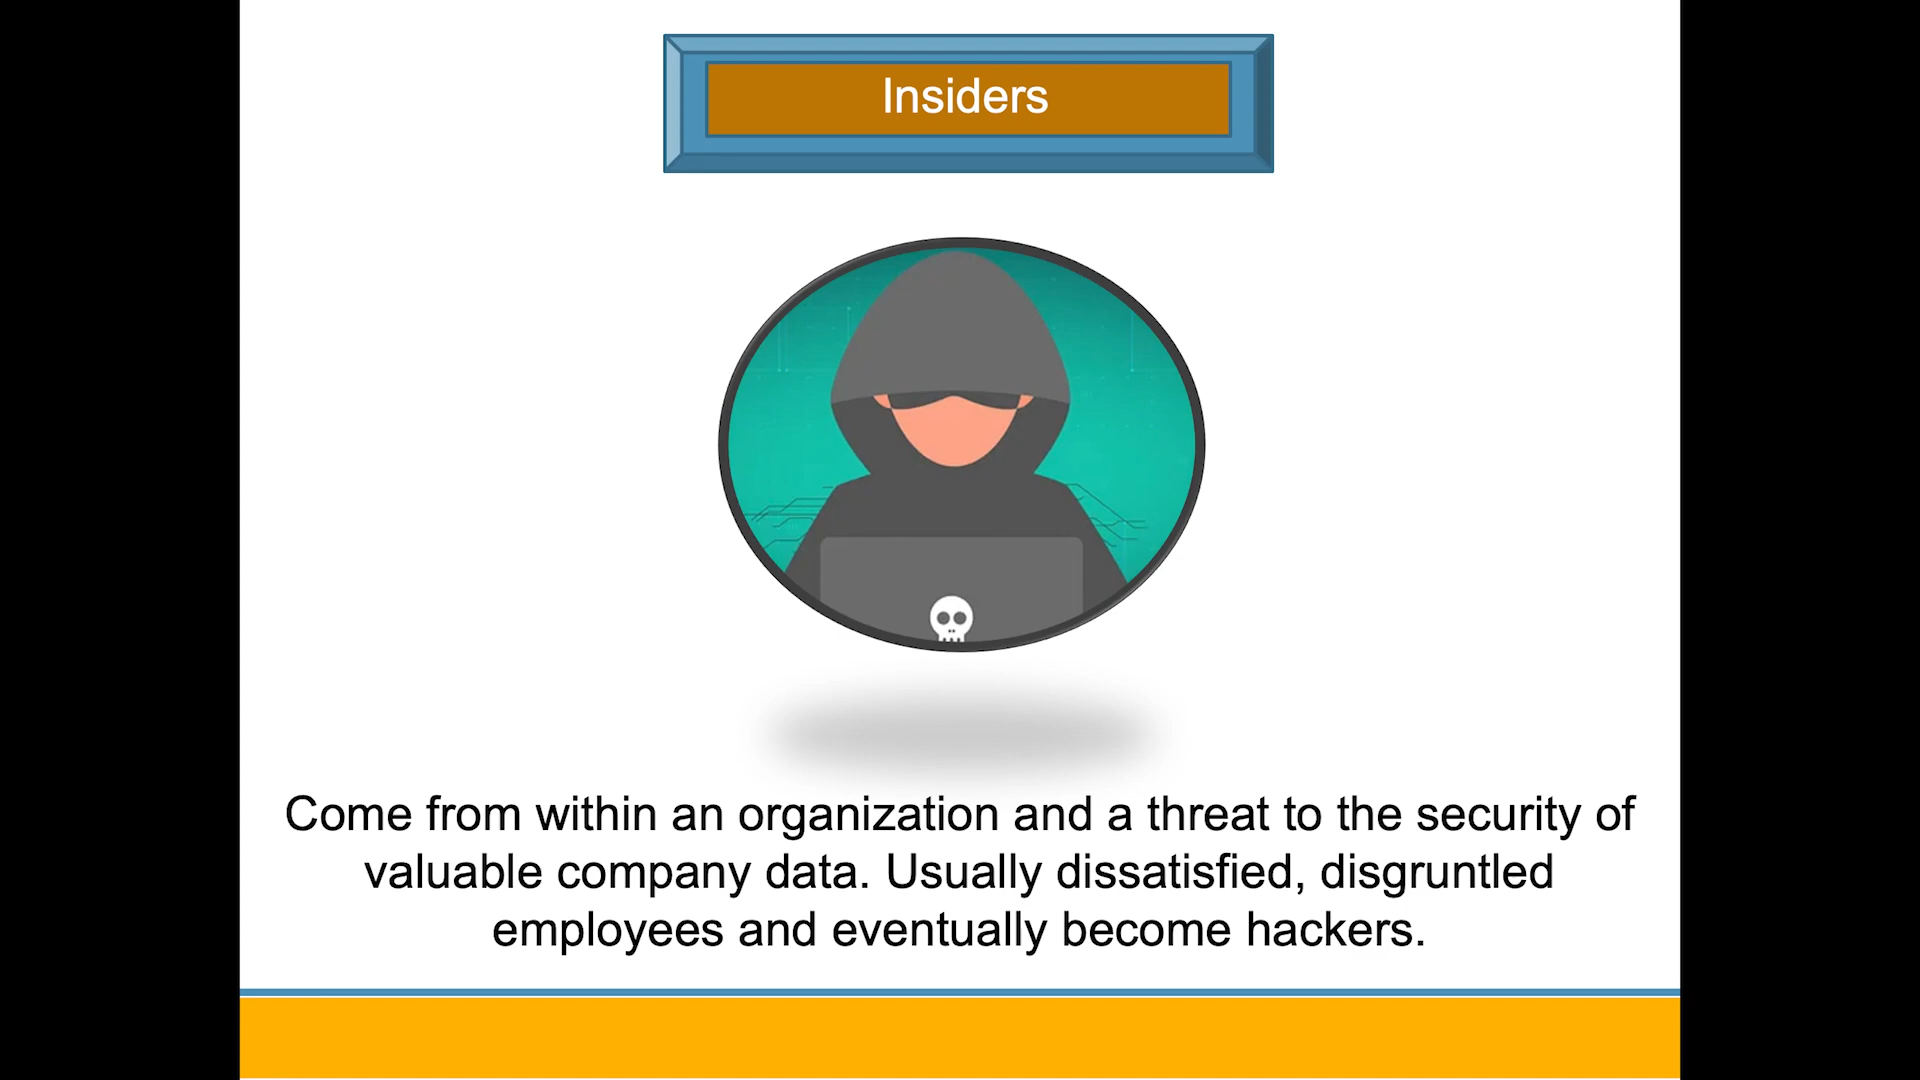 Insiders
Come from within an organization and a threat to the security of
valuable company data. Usually dissatisfied, disgruntled
employees and eventually become hackers.